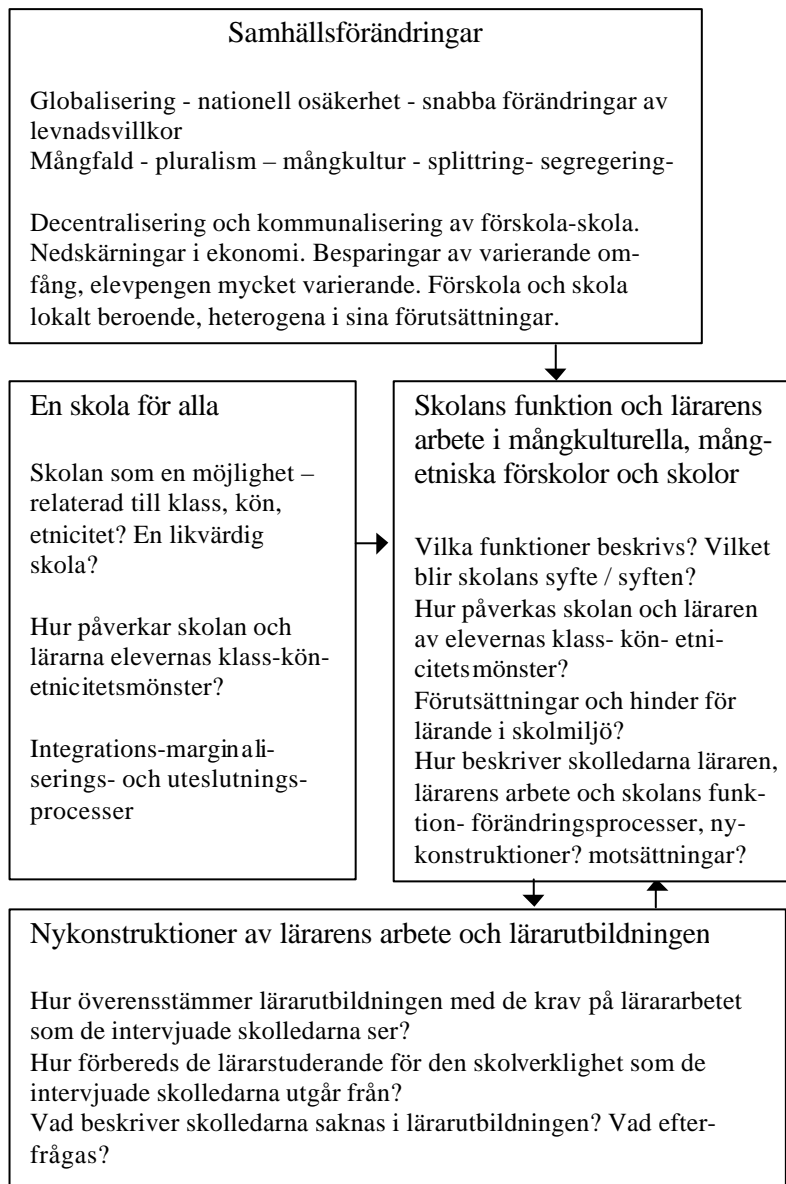 Samhällsförändringar
Globalisering - nationell osäkerhet - snabba förändringar av
levnadsvillkor
Mångfald - pluralism – mångkultur - splittring- segregering-
Decentralisering och kommunalisering av förskola-skola.
Nedskärningar i ekonomi. Besparingar av varierande om-
fång, elevpengen mycket varierande. Förskola och skola
lokalt beroende, heterogena i sina förutsättningar.
En skola för alla
Skolan som en möjlighet –
relaterad till klass, kön,
etnicitet? En likvärdig
skola?
Hur påverkar skolan och
lärarna elevernas klass-kön-
etnicitetsmönster?
Integrations-marginali-
serings- och uteslutnings-
processer
Skolans funktion och lärarens
arbete i mångkulturella, mång-
etniska förskolor och skolor
Vilka funktioner beskrivs? Vilket
blir skolans syfte / syften?
Hur påverkas skolan och läraren
av elevernas klass- kön- etni-
citetsmönster?
Förutsättningar och hinder för
lärande i skolmiljö?
Hur beskriver skolledarna läraren,
lärarens arbete och skolans funk-
tion- förändringsprocesser, ny-
konstruktioner? motsättningar?
Nykonstruktioner av lärarens arbete och lärarutbildningen
Hur överensstämmer lärarutbildningen med de krav på lärararbetet
som de intervjuade skolledarna ser?
Hur förbereds de lärarstuderande för den skolverklighet som de
intervjuade skolledarna utgår från?
Vad beskriver skolledarna saknas i lärarutbildningen? Vad efter-
frågas?